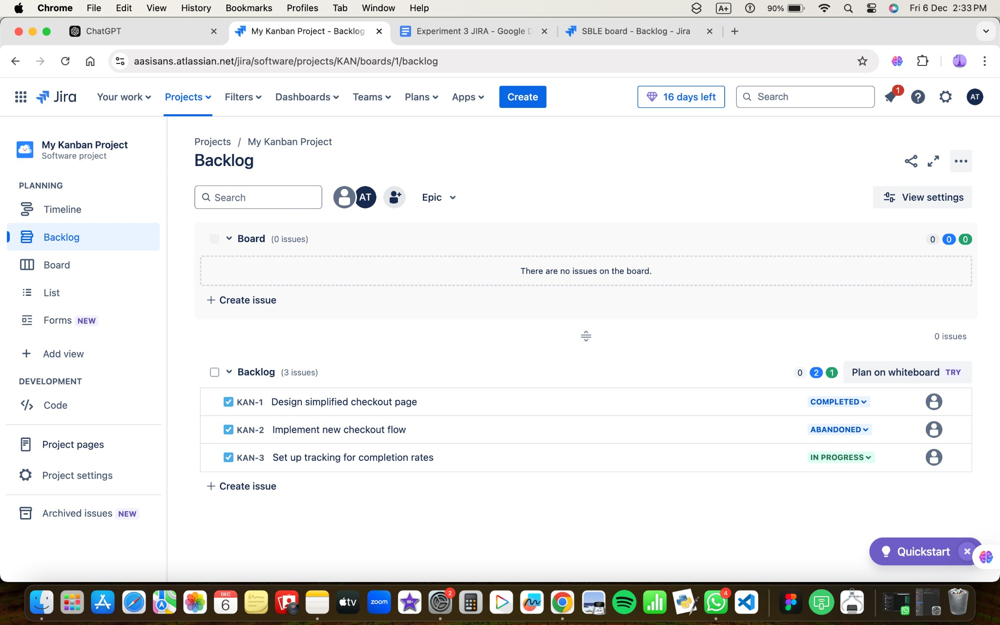 Chrome File Edit View History Bookmarks Profiles Tab Window Help A+ 90% Fri 6 Dec 2:33 PM
ChatGPT My Kanban Project - Backlog Experiment 3 JIRA - Google D SBLE board - Backlog - Jira
aasisans.atlassian.net/jira/software/projects/KAN/boards/1/backlog
Jira Your work Projects Filters Dashboards Teams Plans Apps Create 16 days left Search 1 AT
My Kanban Project
Software project
PLANNING
Timeline
Backlog
Board
List
Forms NEW
Add view
DEVELOPMENT
Code
Project pages
Project settings
Archived issues NEW
Projects / My Kanban Project
Backlog
Search AT Epic View settings
Board (0 issues) 0 0 0
There are no issues on the board.
+ Create issue
0 issues
Backlog (3 issues) 0 2 1 Plan on whiteboard TRY
KAN-1 Design simplified checkout page COMPLETED
KAN-2 Implement new checkout flow ABANDONED
KAN-3 Set up tracking for completion rates IN PROGRESS
+ Create issue
Quickstart
DEC
6
tv
zoom
2
4